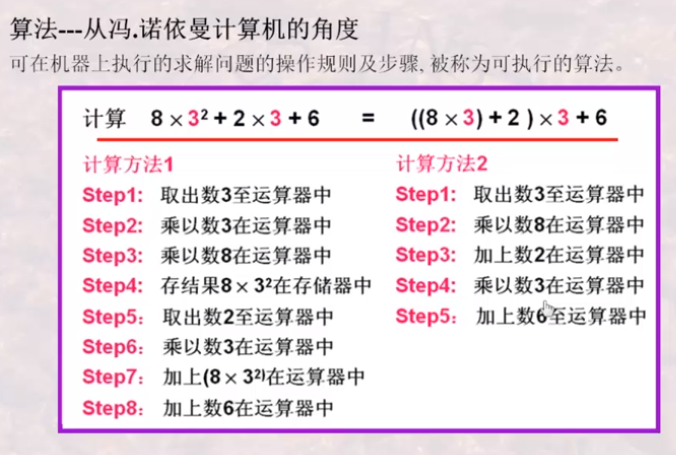 算法---从冯.诺依曼计算机的角度
可在机器上执行的求解问题的操作规则及步骤, 被称为可执行的算法。
计算 8 × 3² + 2 × 3 + 6 = ((8 × 3) + 2 ) × 3 + 6
计算方法1
Step1: 取出数3至运算器中
Step2: 乘以数3在运算器中
Step3: 乘以数8在运算器中
Step4: 存结果8 × 3²在存储器中
Step5: 取出数2至运算器中
Step6: 乘以数3在运算器中
Step7: 加上(8 × 3²)在运算器中
Step8: 加上数6在运算器中
计算方法2
Step1: 取出数3至运算器中
Step2: 乘以数8在运算器中
Step3: 加上数2在运算器中
Step4: 乘以数3在运算器中
Step5: 加上数6至运算器中